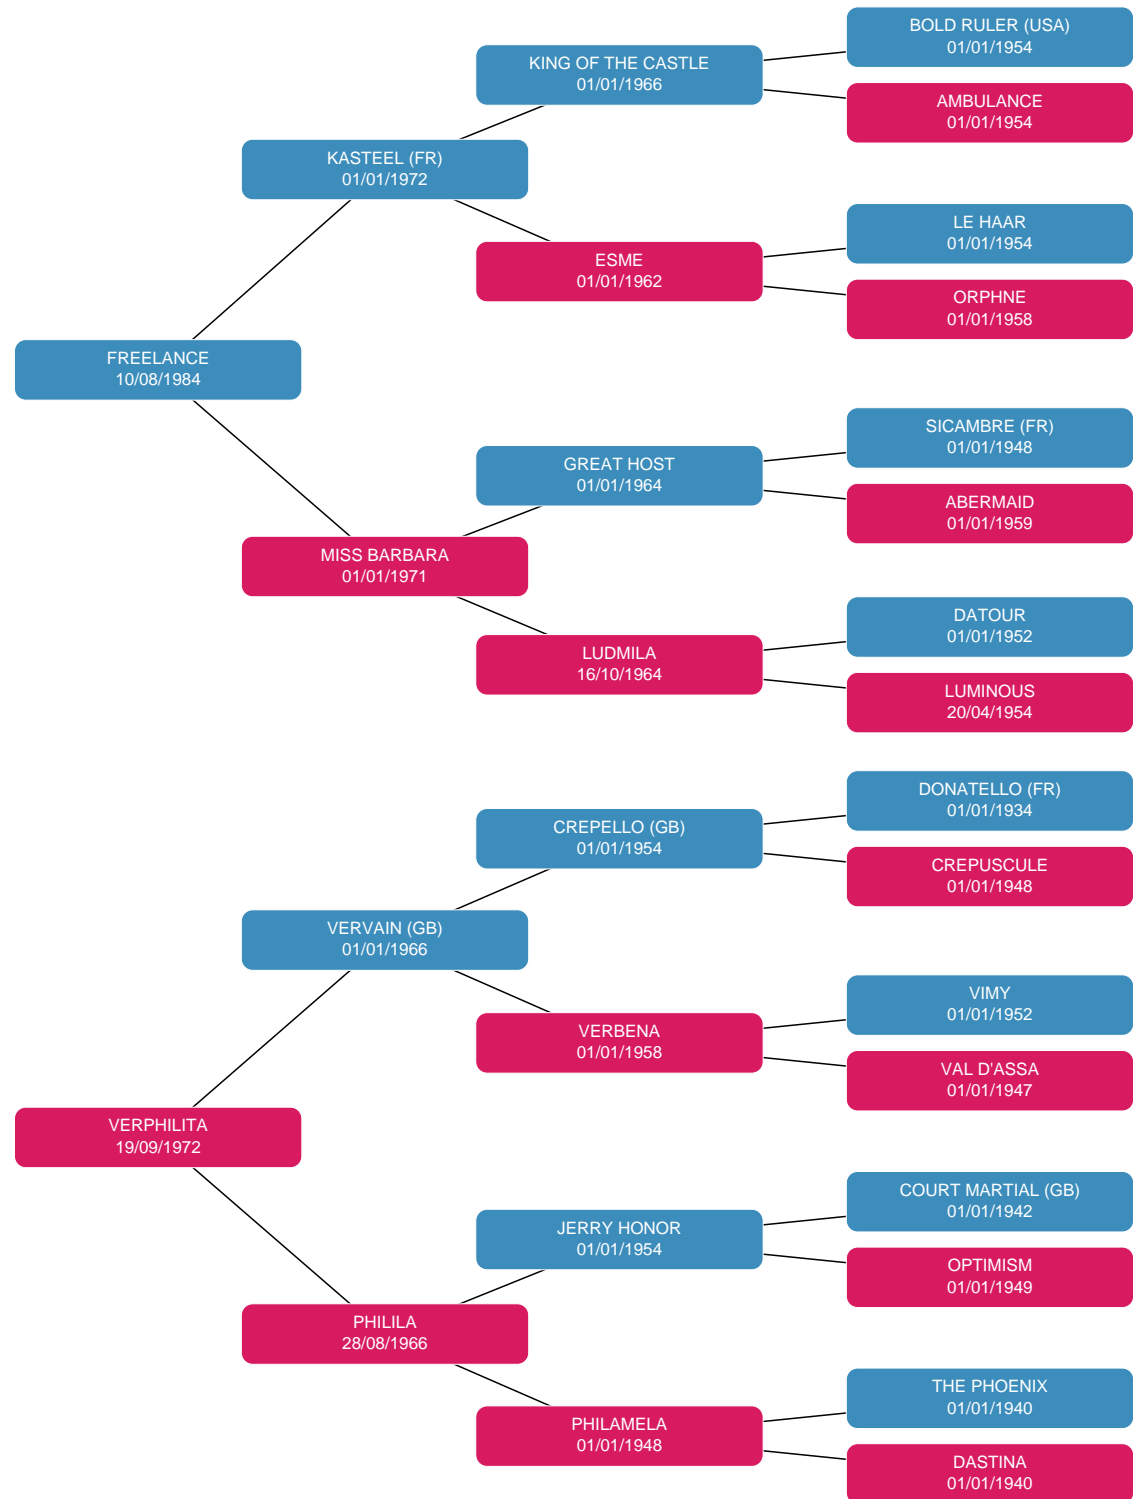 BOLD RULER (USA)
01/01/1954
KING OF THE CASTLE
01/01/1966
AMBULANCE
01/01/1954
KASTEEL (FR)
01/01/1972
LE HAAR
01/01/1954
ESME
01/01/1962
ORPHNE
01/01/1958
FREELANCE
10/08/1984
SICAMBRE (FR)
01/01/1948
GREAT HOST
01/01/1964
ABERMAID
01/01/1959
MISS BARBARA
01/01/1971
DATOUR
01/01/1952
LUDMILA
16/10/1964
LUMINOUS
20/04/1954
DONATELLO (FR)
01/01/1934
CREPELLO (GB)
01/01/1954
CREPUSCULE
01/01/1948
VERVAIN (GB)
01/01/1966
VIMY
01/01/1952
VERBENA
01/01/1958
VAL D'ASSA
01/01/1947
VERPHILITA
19/09/1972
COURT MARTIAL (GB)
01/01/1942
JERRY HONOR
01/01/1954
OPTIMISM
01/01/1949
PHILILA
28/08/1966
THE PHOENIX
01/01/1940
PHILAMELA
01/01/1948
DASTINA
01/01/1940